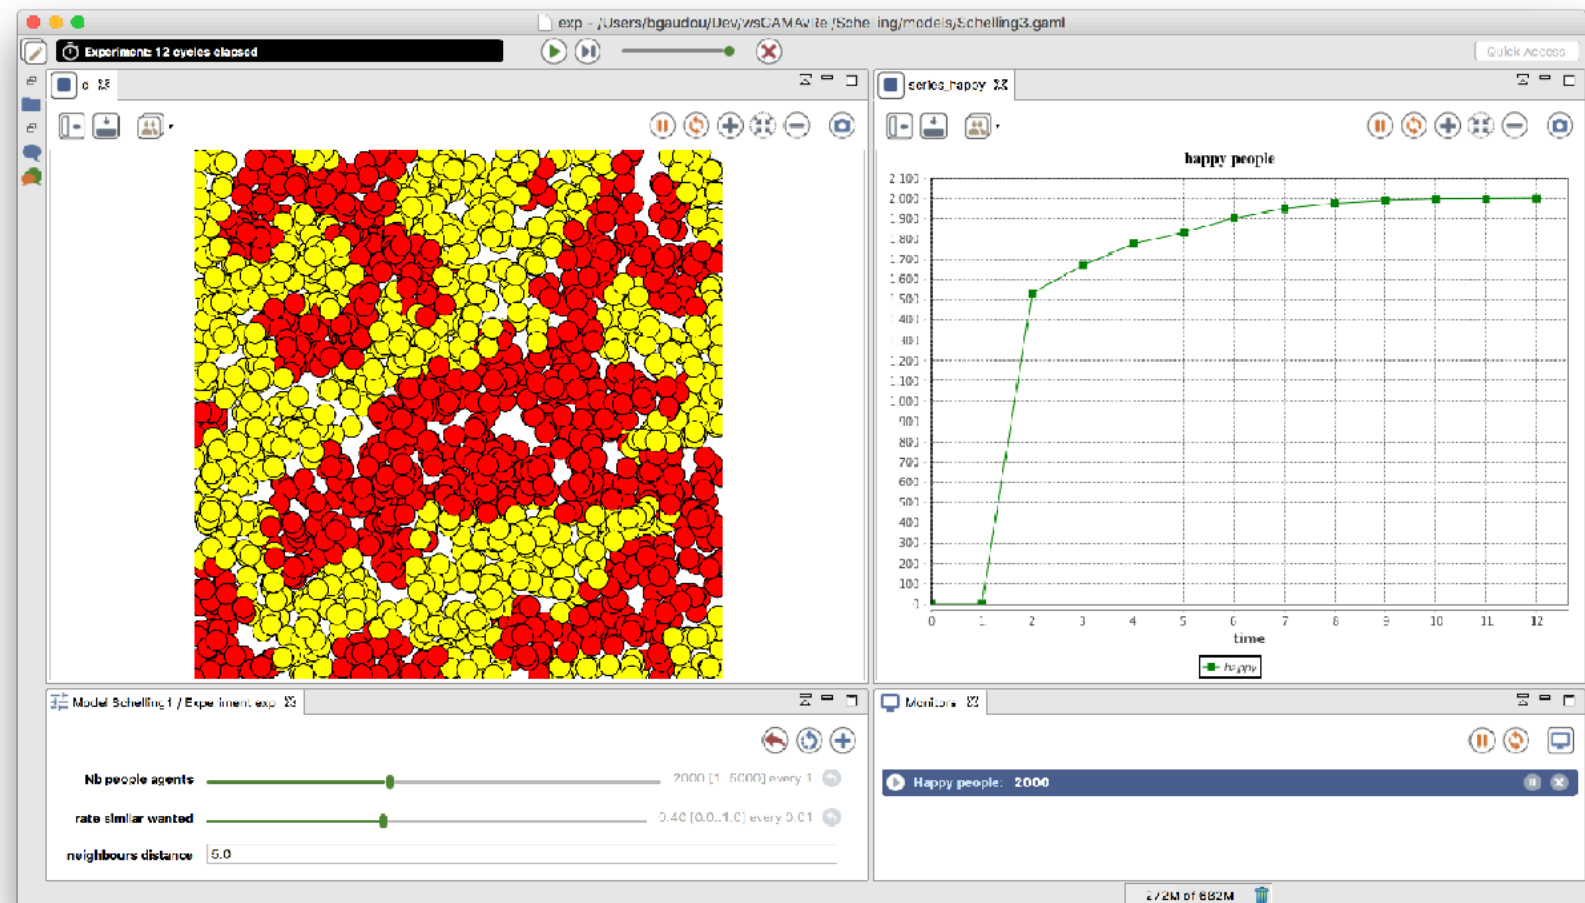 exp - /Users/bgaudou/Dev/wsGAMAvRe /Schelling/models/Schelling3.gaml
Experiment: 12 cycles elapsed
Quick Access
c
series_happy
happy people
2 100
2 000
1 900
1 800
1 700
1 600
1 500
1 400
1 300
1 200
1 100
1 000
900
800
700
600
500
400
300
200
100
0
0 1 2 3 4 5 6 7 8 9 10 11 12
time
happy
Model Schelling1 / Experiment exp
Monitors
Nb people agents 2000 [1..5000] every 1
Happy people: 2000
rate similar wanted 0.40 [0.0..1.0] every 0.01
neighbours distance 5.0
272M of 682M